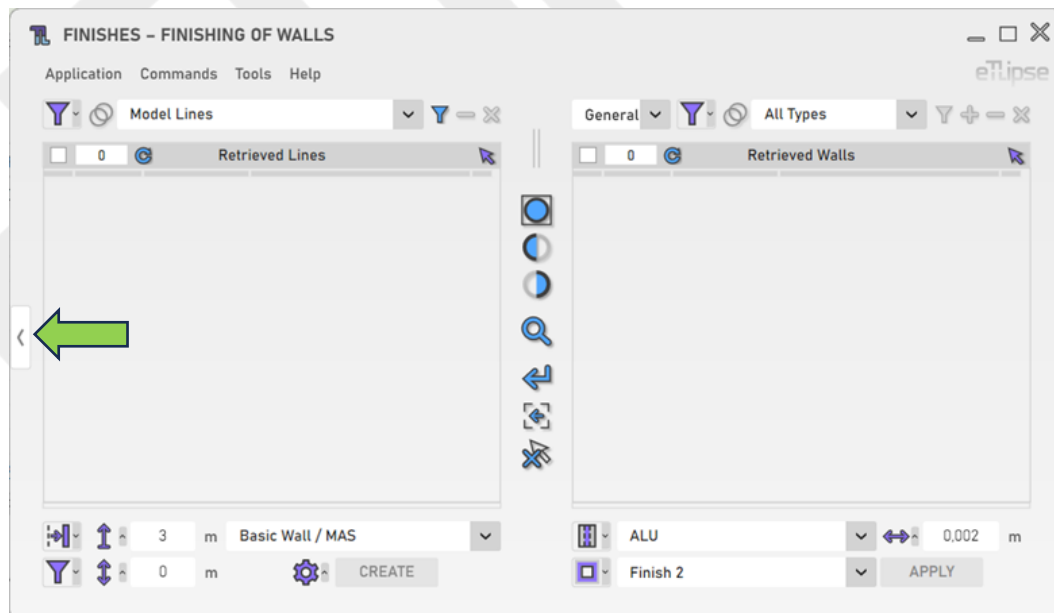 FINISHES – FINISHING OF WALLS
Application Commands Tools Help
eTLipse
Model Lines
General All Types
0 Retrieved Lines
0 Retrieved Walls
3 m Basic Wall / MAS
ALU 0,002 m
0 m CREATE
Finish 2 APPLY